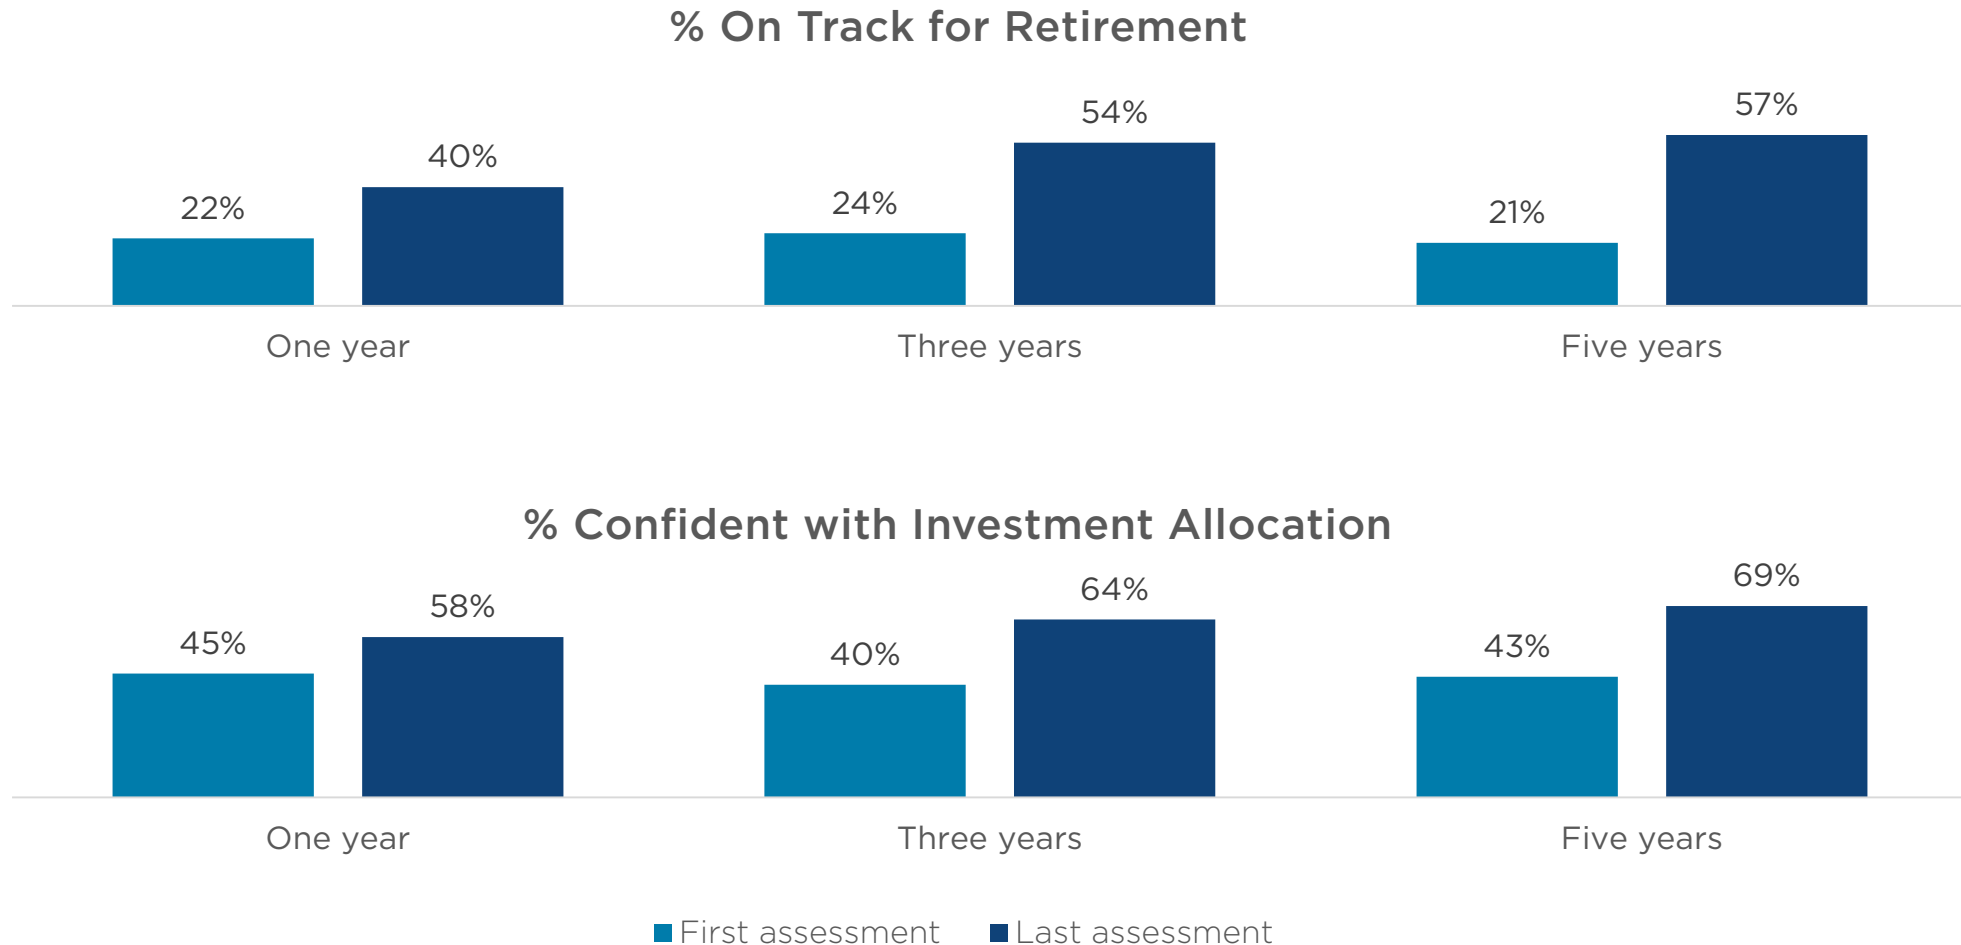 % On Track for Retirement
54%
57%
40%
22%
24%
21%
One year
Three years
Five years
% Confident with Investment Allocation
58%
64%
69%
45%
40%
43%
One year
Three years
Five years
First assessment
Last assessment